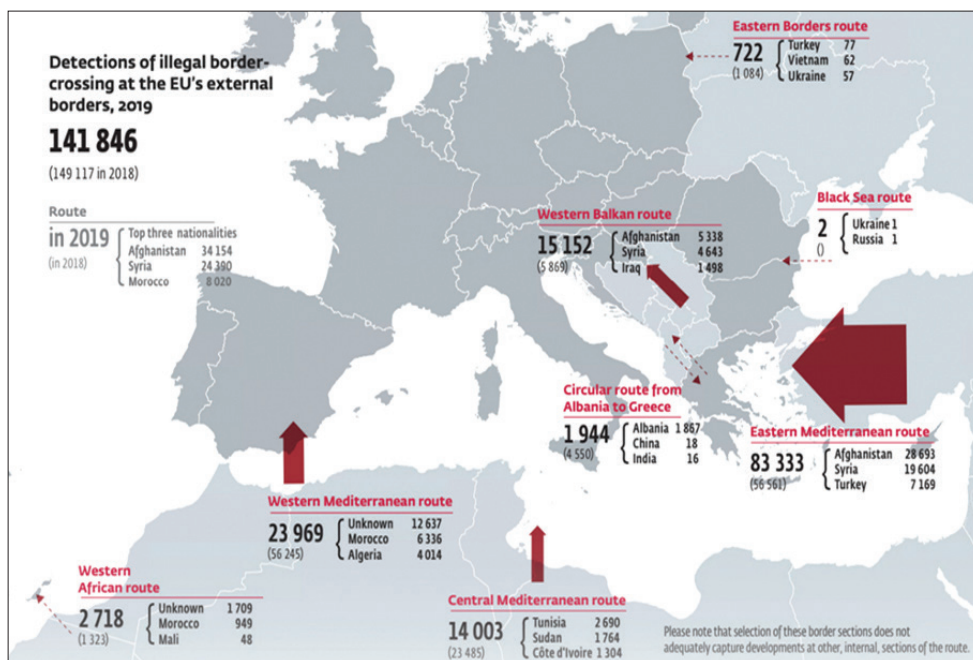 Detections of illegal border-
crossing at the EU's external
borders, 2019
141 846
(149 117 in 2018)
Route
in 2019
(in 2018)
Top three nationalities
Afghanistan 34 154
Syria 24 390
Morocco 8 020
Eastern Borders route
722
(1 084)
Turkey 77
Vietnam 62
Ukraine 57
Black Sea route
2
()
Ukraine 1
Russia 1
Western Balkan route
15 152
(5 869)
Afghanistan 5 338
Syria 4 643
Iraq 1 498
Circular route from
Albania to Greece
1 944
(4 550)
Albania 1 867
China 18
India 16
Eastern Mediterranean route
83 333
(56 561)
Afghanistan 28 693
Syria 19 604
Turkey 7 169
Western Mediterranean route
23 969
(56 245)
Unknown 12 637
Morocco 6 336
Algeria 4 014
Western
African route
2 718
(1 323)
Unknown 1 709
Morocco 949
Mali 48
Central Mediterranean route
14 003
(23 485)
Tunisia 2 690
Sudan 1 764
Côte d'Ivoire 1 304
Please note that selection of these border sections does not
adequately capture developments at other, internal, sections of the route.